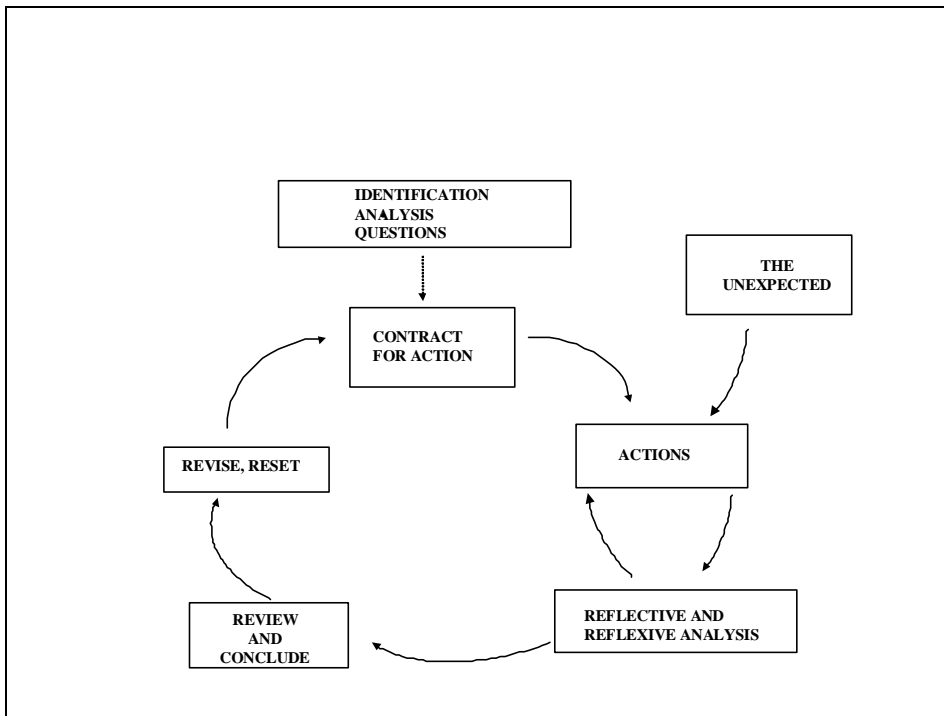 IDENTIFICATION
ANALYSIS
QUESTIONS
THE
UNEXPECTED
CONTRACT
FOR ACTION
ACTIONS
REVISE, RESET
REFLECTIVE AND
REFLEXIVE ANALYSIS
REVIEW
AND
CONCLUDE